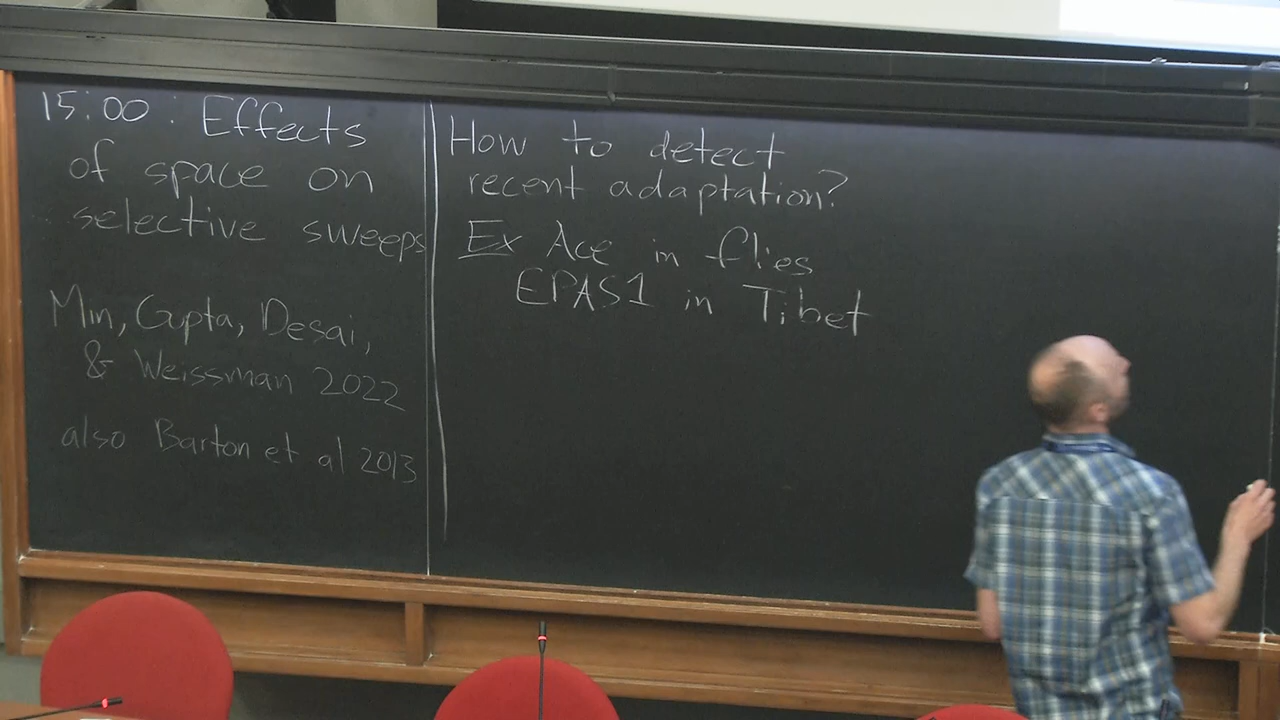 15:00 : Effects
of space on
selective sweeps
Min, Gupta, Desai,
& Weissman 2022
also Barton et al 2013
How to detect
recent adaptation?
Ex Ace in flies
EPAS1 in Tibet